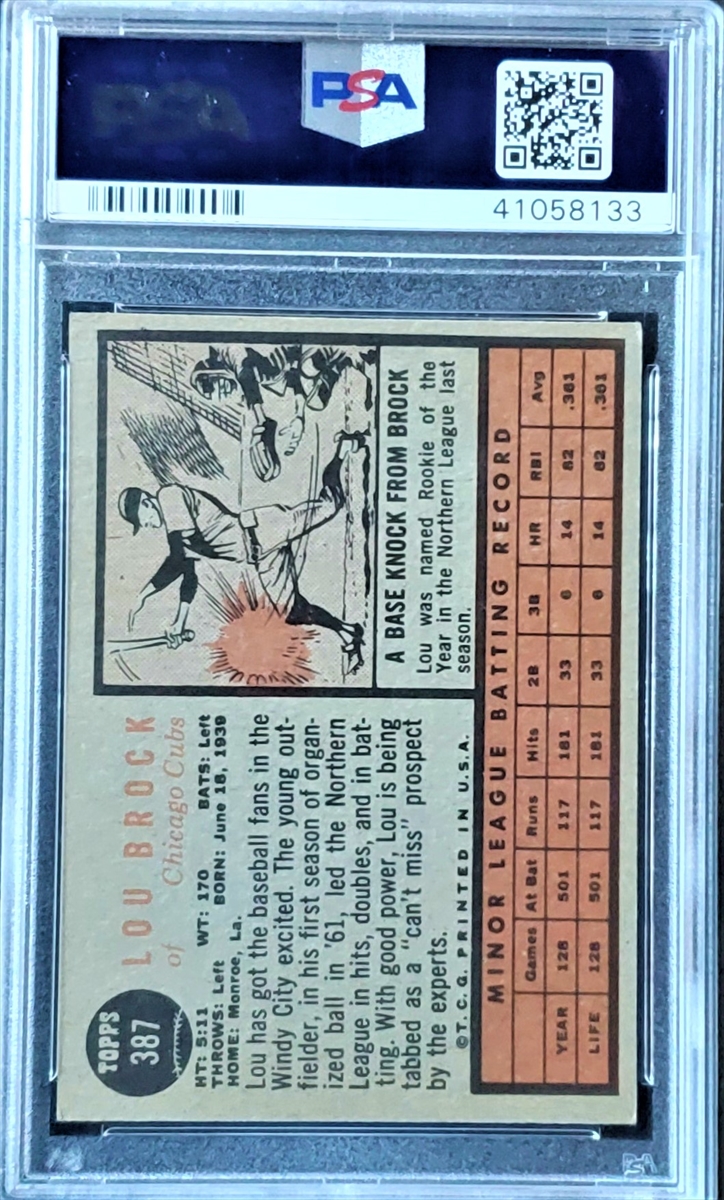 PSA
41058133
TOPPS
387
LOU BROCK
of Chicago Cubs
HT: 5:11 WT: 170 BATS: Left
THROWS: Left BORN: June 18, 1939
HOME: Monroe, La.
Lou has got the baseball fans in the
Windy City excited. The young out-
fielder, in his first season of organ-
ized ball in '61, led the Northern
League in hits, doubles, and in bat-
ting. With good power, Lou is being
tabbed as a "can't miss" prospect
by the experts.
©T.C.G. PRINTED IN U.S.A.
A BASE KNOCK FROM BROCK
Lou was named Rookie of the
Year in the Northern League last
season.
MINOR LEAGUE BATTING RECORD
Games At Bat Runs Hits 2B 3B HR RBI Avg
YEAR 128 501 117 181 33 6 14 82 .361
LIFE 128 501 117 181 33 6 14 82 .361